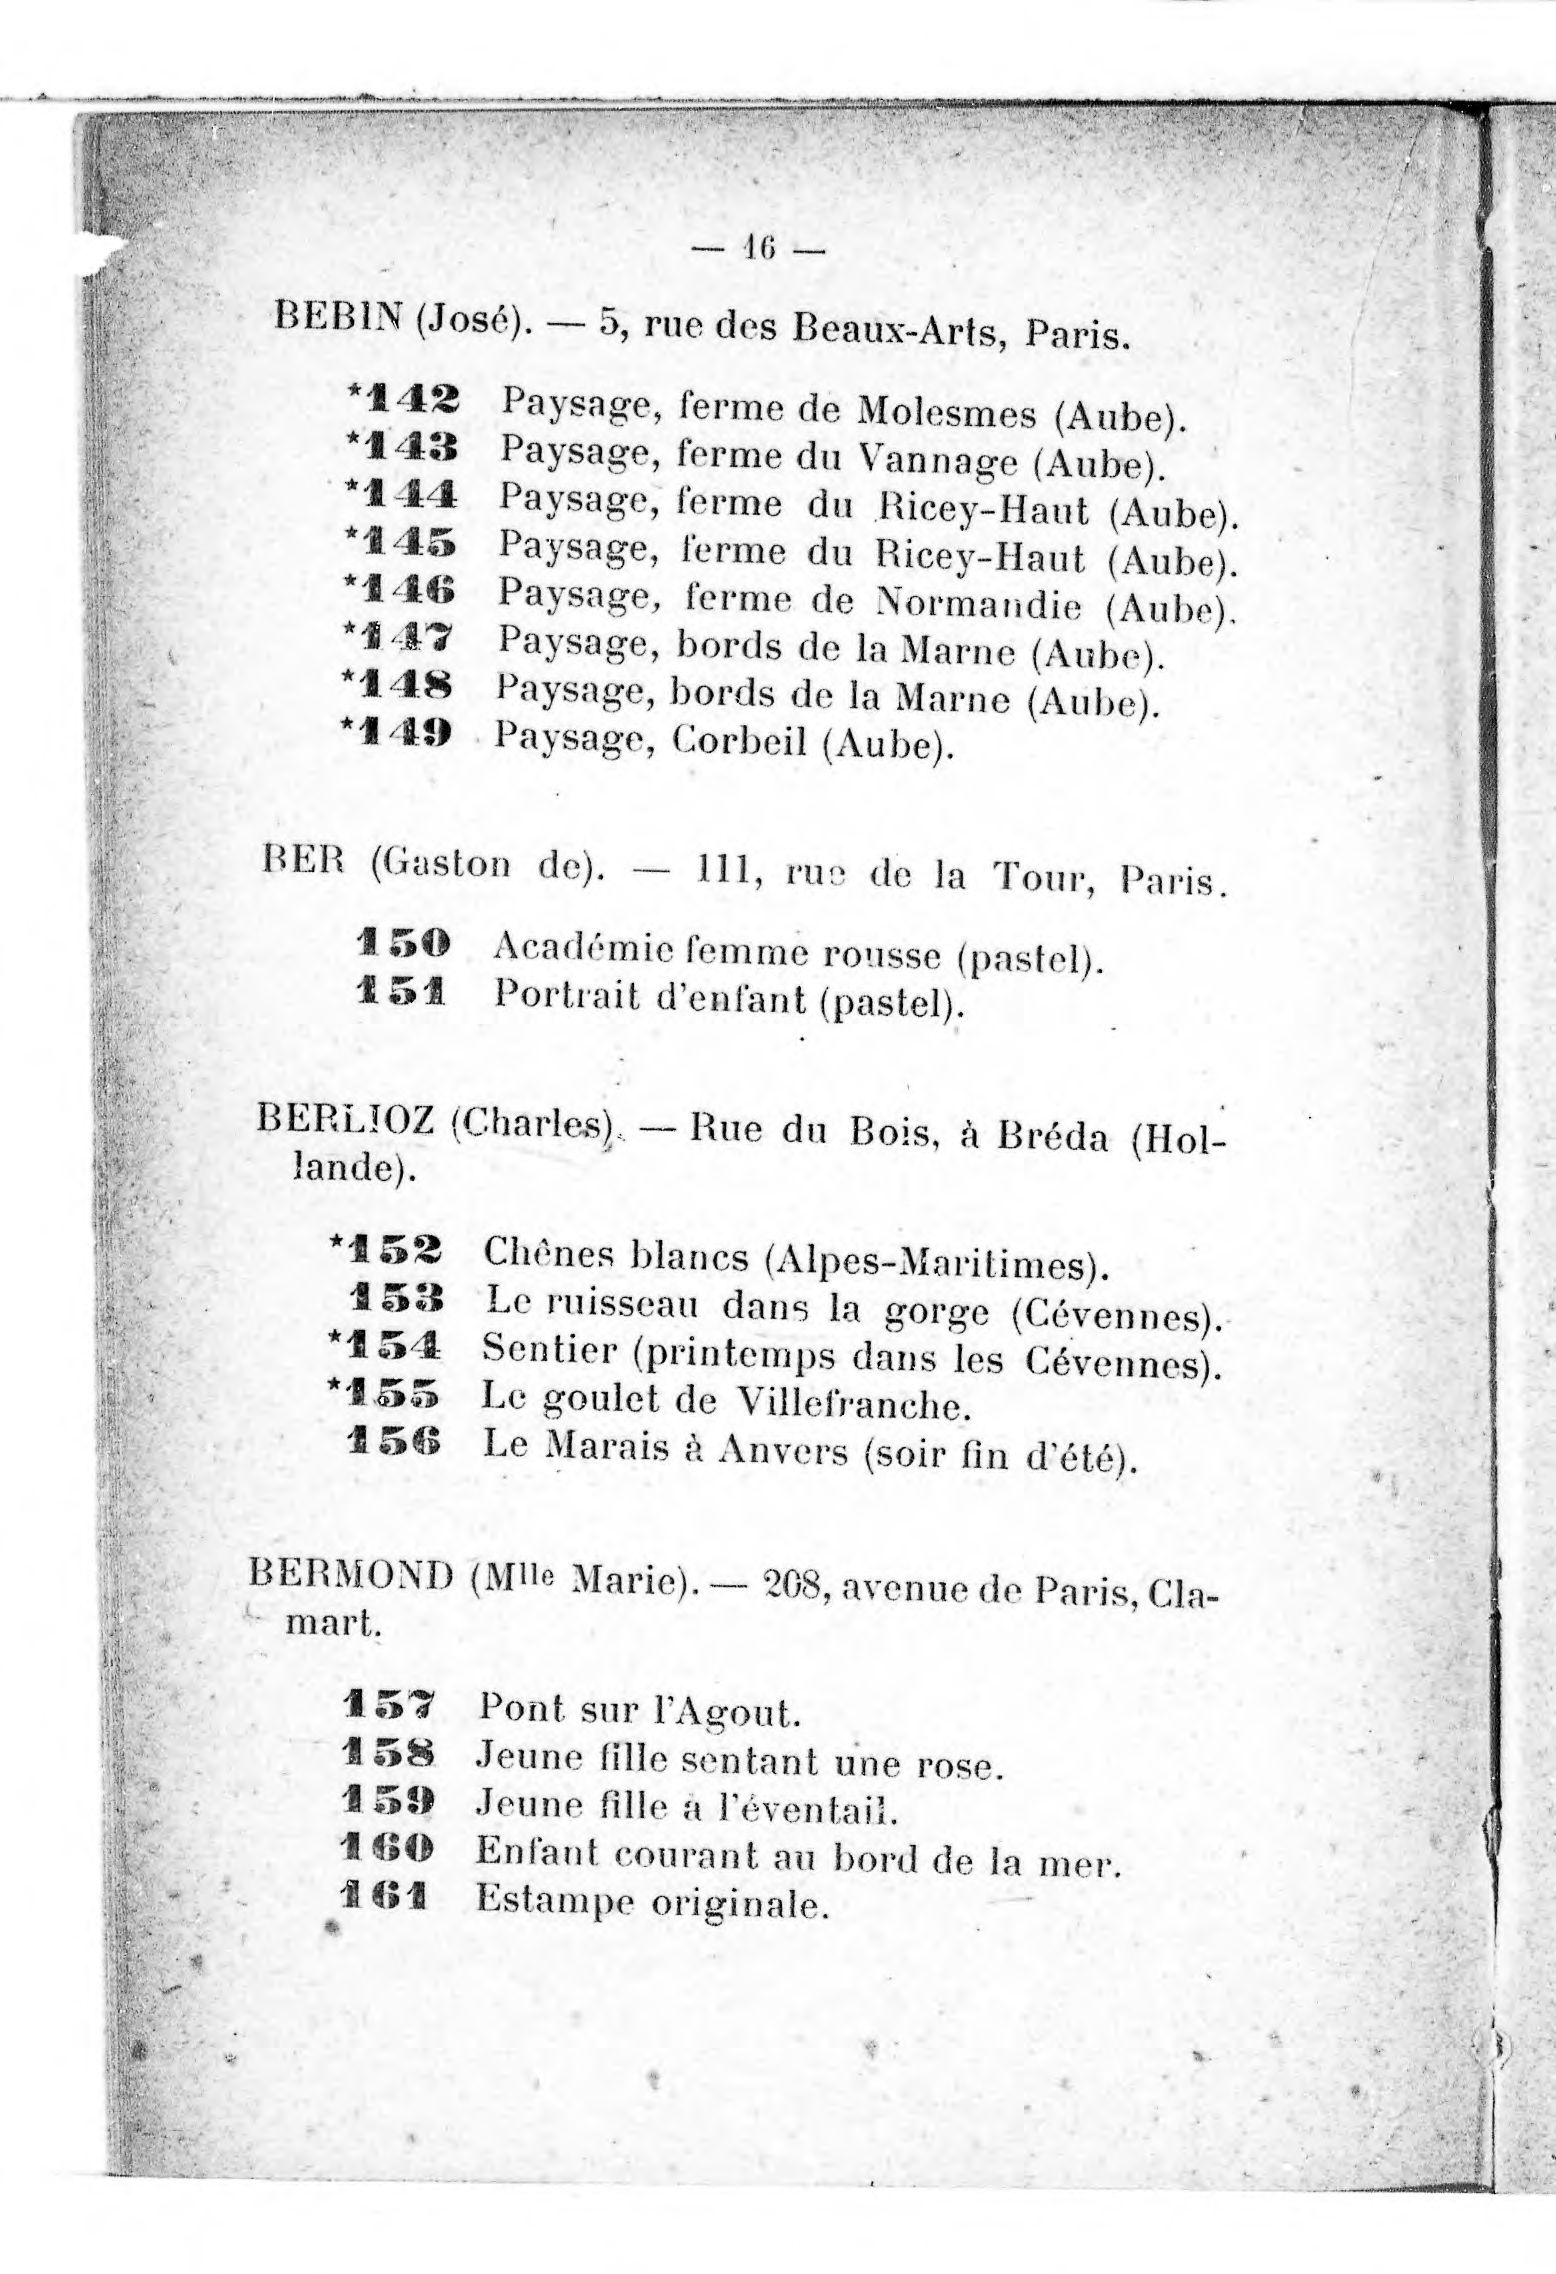 — 16 —
BEBIN (José). — 5, rue des Beaux-Arts, Paris.
*142 Paysage, ferme de Molesmes (Aube).
*143 Paysage, ferme du Vannage (Aube).
*144 Paysage, ferme du Ricey-Haut (Aube).
*145 Paysage, ferme du Ricey-Haut (Aube).
*146 Paysage, ferme de Normandie (Aube).
*147 Paysage, bords de la Marne (Aube).
*148 Paysage, bords de la Marne (Aube).
*149 Paysage, Corbeil (Aube).
BER (Gaston de). — 111, rue de la Tour, Paris.
150 Académie femme rousse (pastel).
151 Portrait d'enfant (pastel).
BERLIOZ (Charles). — Rue du Bois, à Bréda (Hol-
lande).
*152 Chênes blancs (Alpes-Maritimes).
153 Le ruisseau dans la gorge (Cévennes).
*154 Sentier (printemps dans les Cévennes).
*155 Le goulet de Villefranche.
156 Le Marais à Anvers (soir fin d'été).
BERMOND (Mlle Marie). — 208, avenue de Paris, Cla-
mart.
157 Pont sur l'Agout.
158 Jeune fille sentant une rose.
159 Jeune fille à l'éventail.
160 Enfant courant au bord de la mer.
161 Estampe originale.